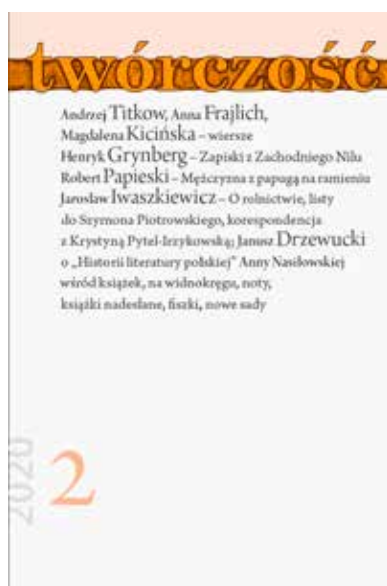 twórczość
Andrzej Titkow, Anna Frajlich,
Magdalena Kicińska – wiersze
Henryk Grynberg – Zapiski z Zachodniego Nilu
Robert Papieski – Mężczyzna z papugą na ramieniu
Jarosław Iwaszkiewicz – O rolnictwie, listy
do Szymona Piotrowskiego, korespondencja
z Krystyną Pytel-Irzykowską; Janusz Drzewucki
o „Historii literatury polskiej” Anny Nasiłowskiej
wśród książek, na widnokręgu, noty,
książki nadesłane, fiszki, nowe sady
2020
2